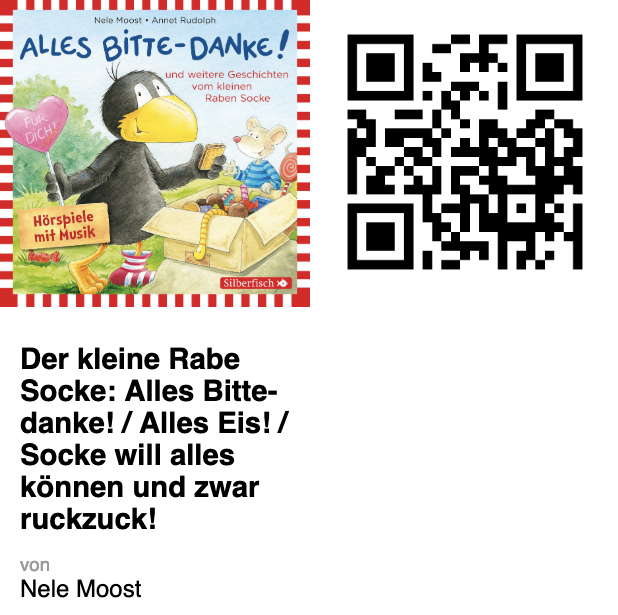 Nele Moost • Annet Rudolph
ALLES BITTE-DANKE!
und weitere Geschichten
vom kleinen
Raben Socke
FÜR
DICH!
Hörspiele
mit Musik
Silberfisch
Der kleine Rabe
Socke: Alles Bitte-
danke! / Alles Eis! /
Socke will alles
können und zwar
ruckzuck!
von
Nele Moost